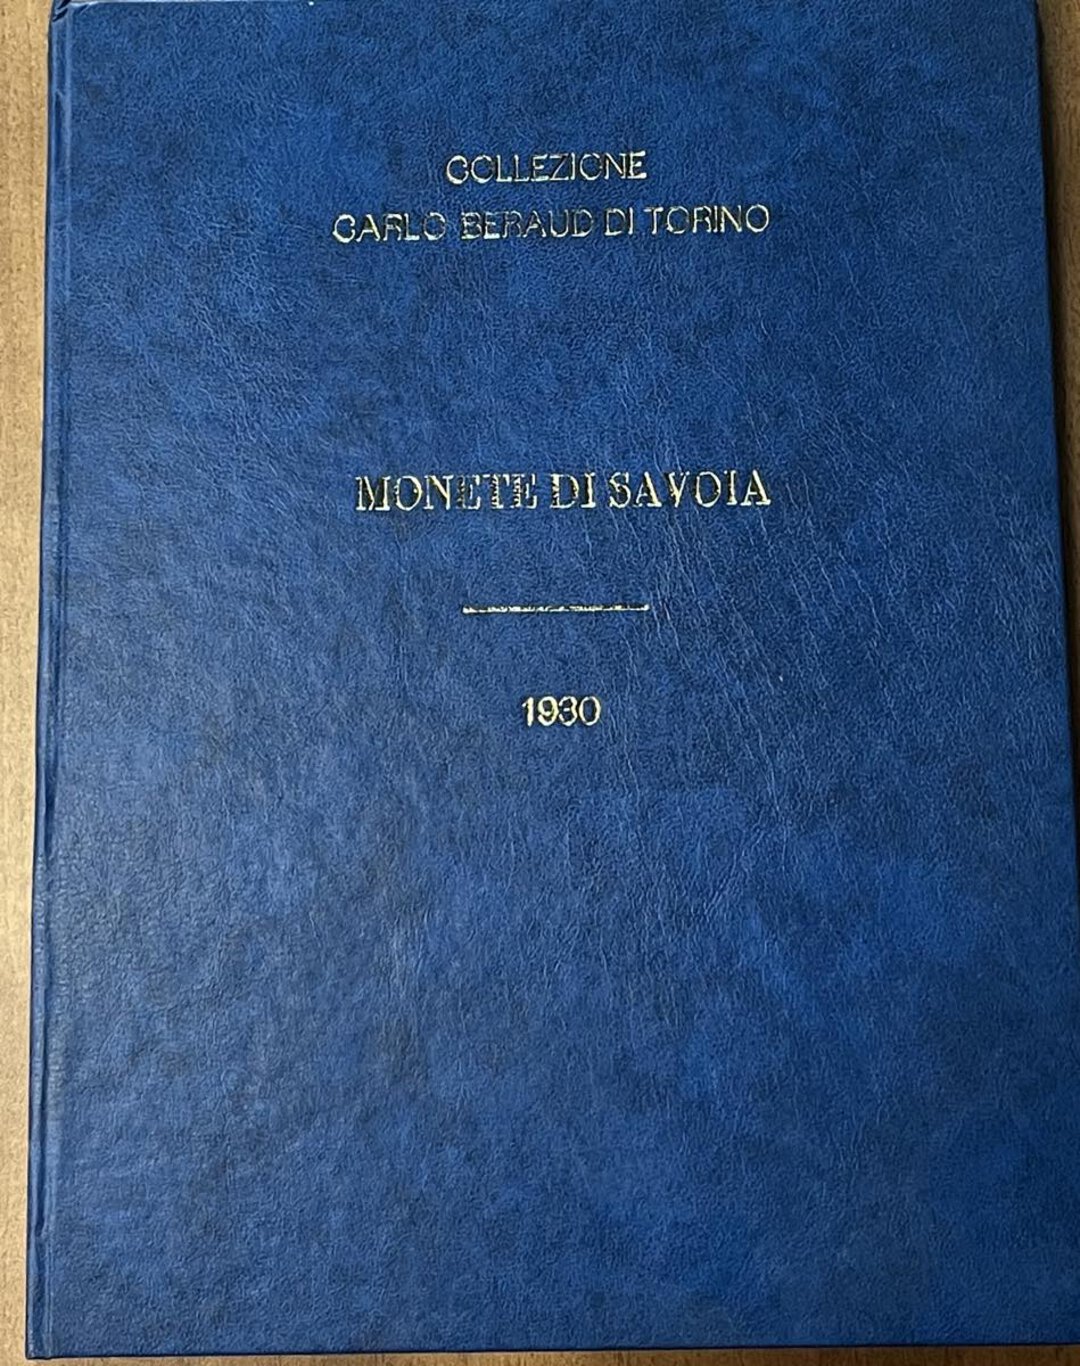 COLLEZIONE
CARLO BERAUD DI TORINO
MONETE DI SAVOIA
1930